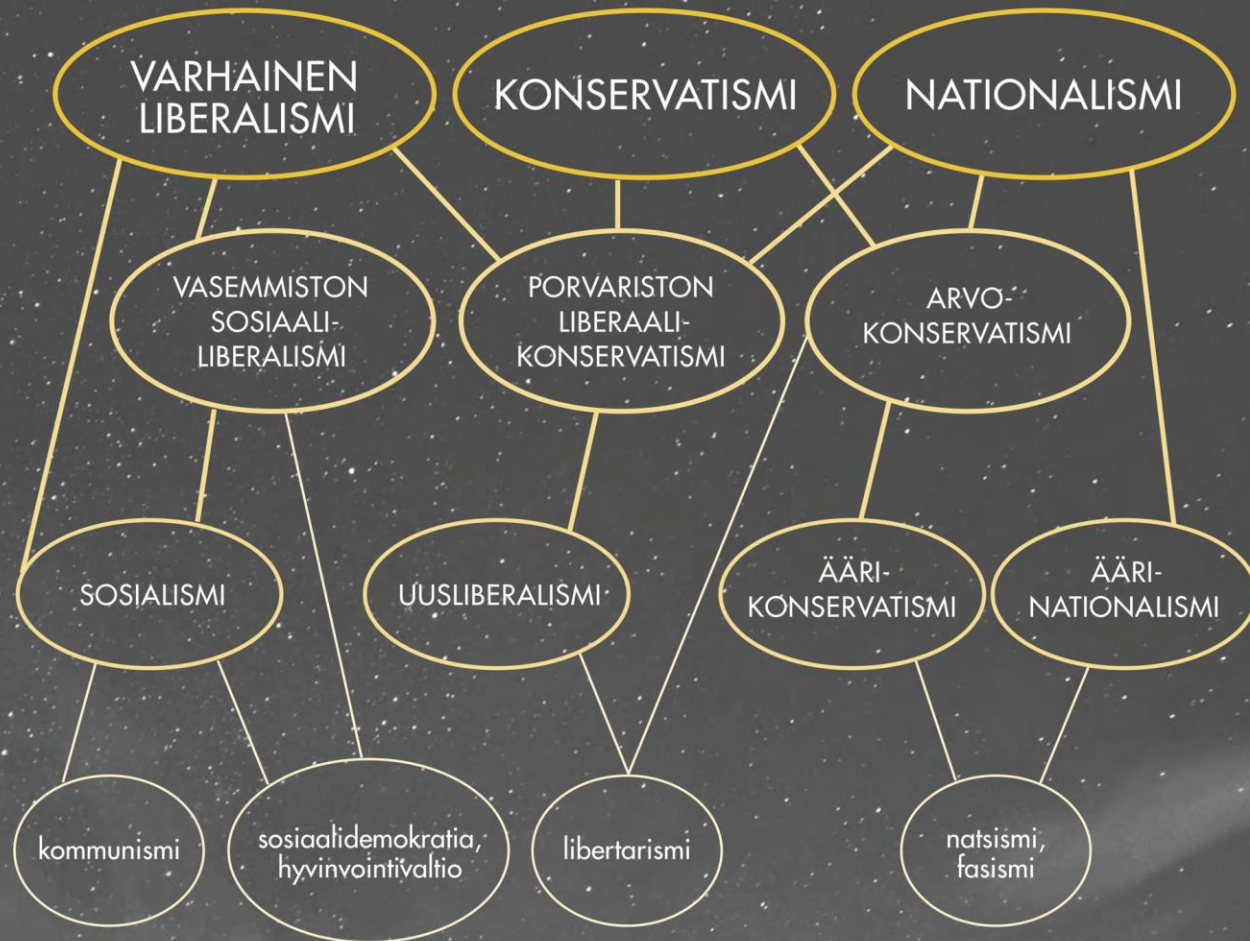 VARHAINEN
LIBERALISMI
KONSERVATISMI
NATIONALISMI
VASEMMISTON
SOSIAALI-
LIBERALISMI
PORVARISTON
LIBERAALI-
KONSERVATISMI
ARVO-
KONSERVATISMI
SOSIALISMI
UUSLIBERALISMI
ÄÄRI-
KONSERVATISMI
ÄÄRI-
NATIONALISMI
kommunismi
sosiaalidemokratia,
hyvinvointivaltio
libertarismi
natsismi,
fasismi